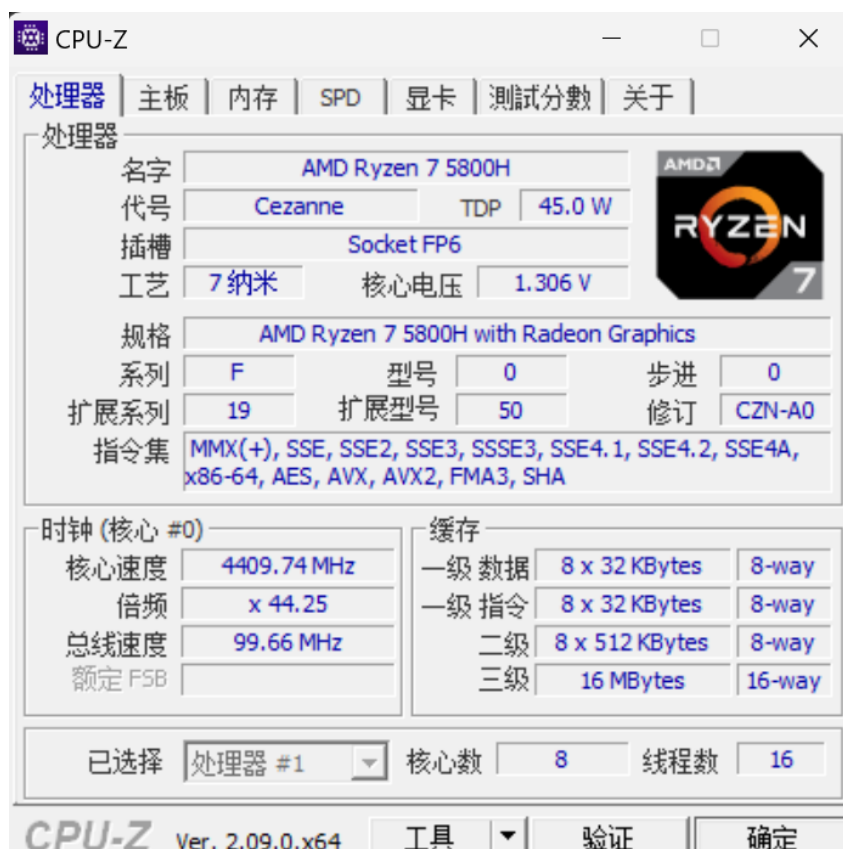 CPU-Z
处理器 主板 内存 SPD 显卡 測試分數 关于
处理器
名字 AMD Ryzen 7 5800H
代号 Cezanne TDP 45.0 W
插槽 Socket FP6
工艺 7 纳米 核心电压 1.306 V
AMD
RYZEN
7
规格 AMD Ryzen 7 5800H with Radeon Graphics
系列 F 型号 0 步进 0
扩展系列 19 扩展型号 50 修订 CZN-A0
指令集 MMX(+), SSE, SSE2, SSE3, SSSE3, SSE4.1, SSE4.2, SSE4A,
x86-64, AES, AVX, AVX2, FMA3, SHA
时钟 (核心 #0)
核心速度 4409.74 MHz
倍频 x 44.25
总线速度 99.66 MHz
额定 FSB
缓存
一级 数据 8 x 32 KBytes 8-way
一级 指令 8 x 32 KBytes 8-way
二级 8 x 512 KBytes 8-way
三级 16 MBytes 16-way
已选择 处理器 #1 核心数 8 线程数 16
CPU-Z Ver. 2.09.0.x64 工具 验证 确定